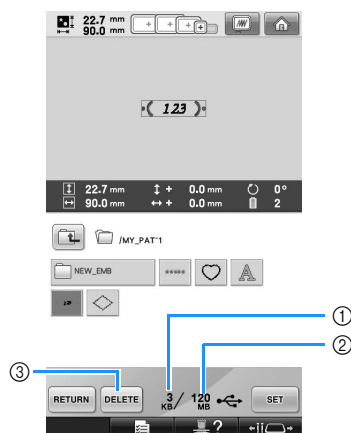 22.7 mm
90.0 mm
123
22.7 mm + 0.0 mm 0°
90.0 mm + 0.0 mm 2
/MY_PAT~1
NEW_EMB
A
①
②
③
RETURN DELETE 3 KB/ 120 MB SET
?